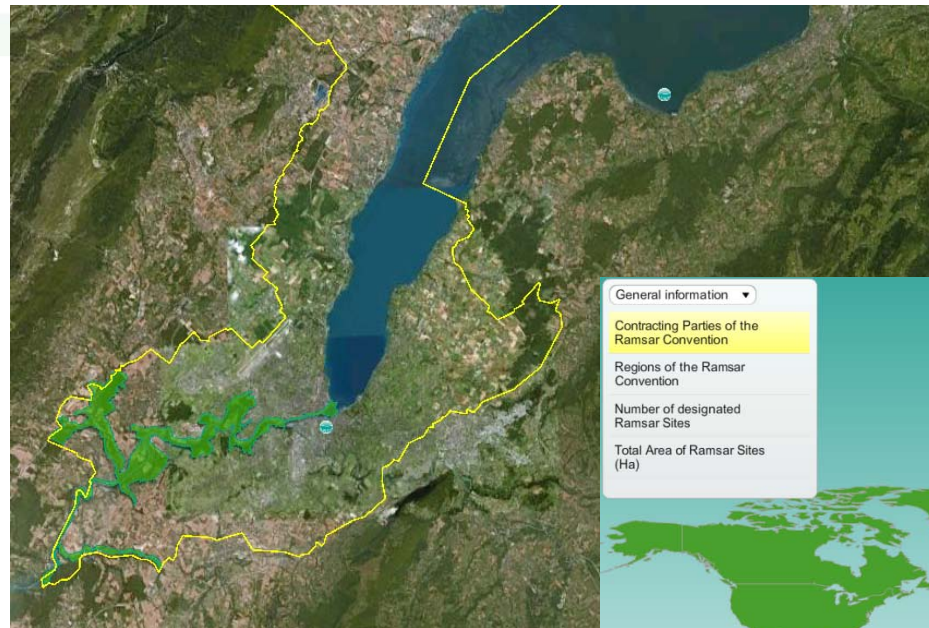 General information
Contracting Parties of the
Ramsar Convention
Regions of the Ramsar
Convention
Number of designated
Ramsar Sites
Total Area of Ramsar Sites
(Ha)